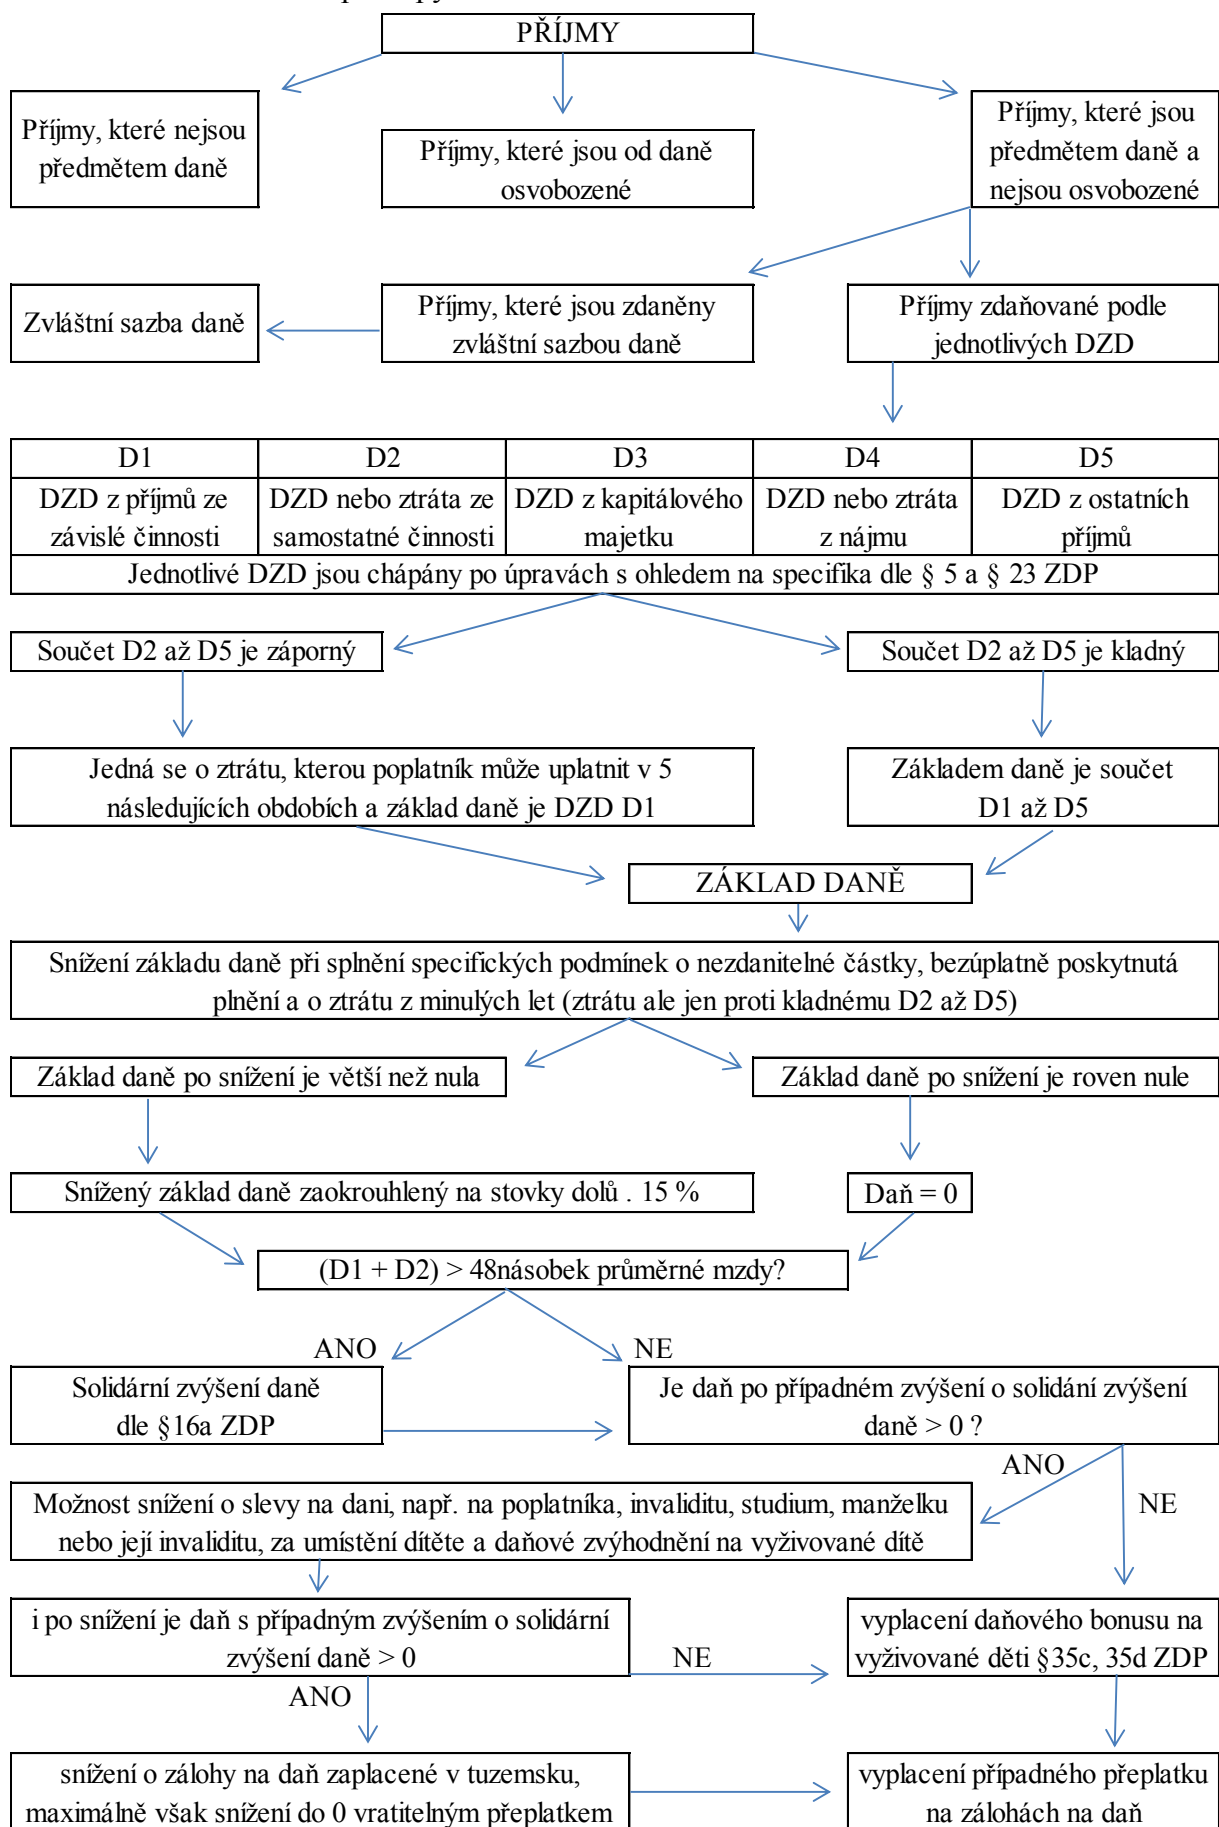 PŘÍJMY
Příjmy, které nejsou
předmětem daně
Příjmy, které jsou od daně
osvobozené
Příjmy, které jsou
předmětem daně a
nejsou osvobozené
Zvláštní sazba daně
Příjmy, které jsou zdaněny
zvláštní sazbou daně
Příjmy zdaňované podle
jednotlivých DZD
D1 D2 D3 D4 D5
DZD z příjmů ze
závislé činnosti
DZD nebo ztráta ze
samostatné činnosti
DZD z kapitálového
majetku
DZD nebo ztráta
z nájmu
DZD z ostatních
příjmů
Jednotlivé DZD jsou chápány po úpravách s ohledem na specifika dle § 5 a § 23 ZDP
Součet D2 až D5 je záporný
Součet D2 až D5 je kladný
Jedná se o ztrátu, kterou poplatník může uplatnit v 5
následujících obdobích a základ daně je DZD D1
Základem daně je součet
D1 až D5
ZÁKLAD DANĚ
Snížení základu daně při splnění specifických podmínek o nezdanitelné částky, bezúplatně poskytnutá
plnění a o ztrátu z minulých let (ztrátu ale jen proti kladnému D2 až D5)
Základ daně po snížení je větší než nula
Základ daně po snížení je roven nule
Snížený základ daně zaokrouhlený na stovky dolů . 15 %
Daň = 0
(D1 + D2) > 48násobek průměrné mzdy?
ANO
NE
Solidární zvýšení daně
dle §16a ZDP
Je daň po případném zvýšení o solidání zvýšení
daně > 0 ?
ANO
NE
Možnost snížení o slevy na dani, např. na poplatníka, invaliditu, studium, manželku
nebo její invaliditu, za umístění dítěte a daňové zvýhodnění na vyživované dítě
i po snížení je daň s případným zvýšením o solidární
zvýšení daně > 0
NE
vyplacení daňového bonusu na
vyživované děti §35c, 35d ZDP
ANO
snížení o zálohy na daň zaplacené v tuzemsku,
maximálně však snížení do 0 vratitelným přeplatkem
vyplacení případného přeplatku
na zálohách na daň